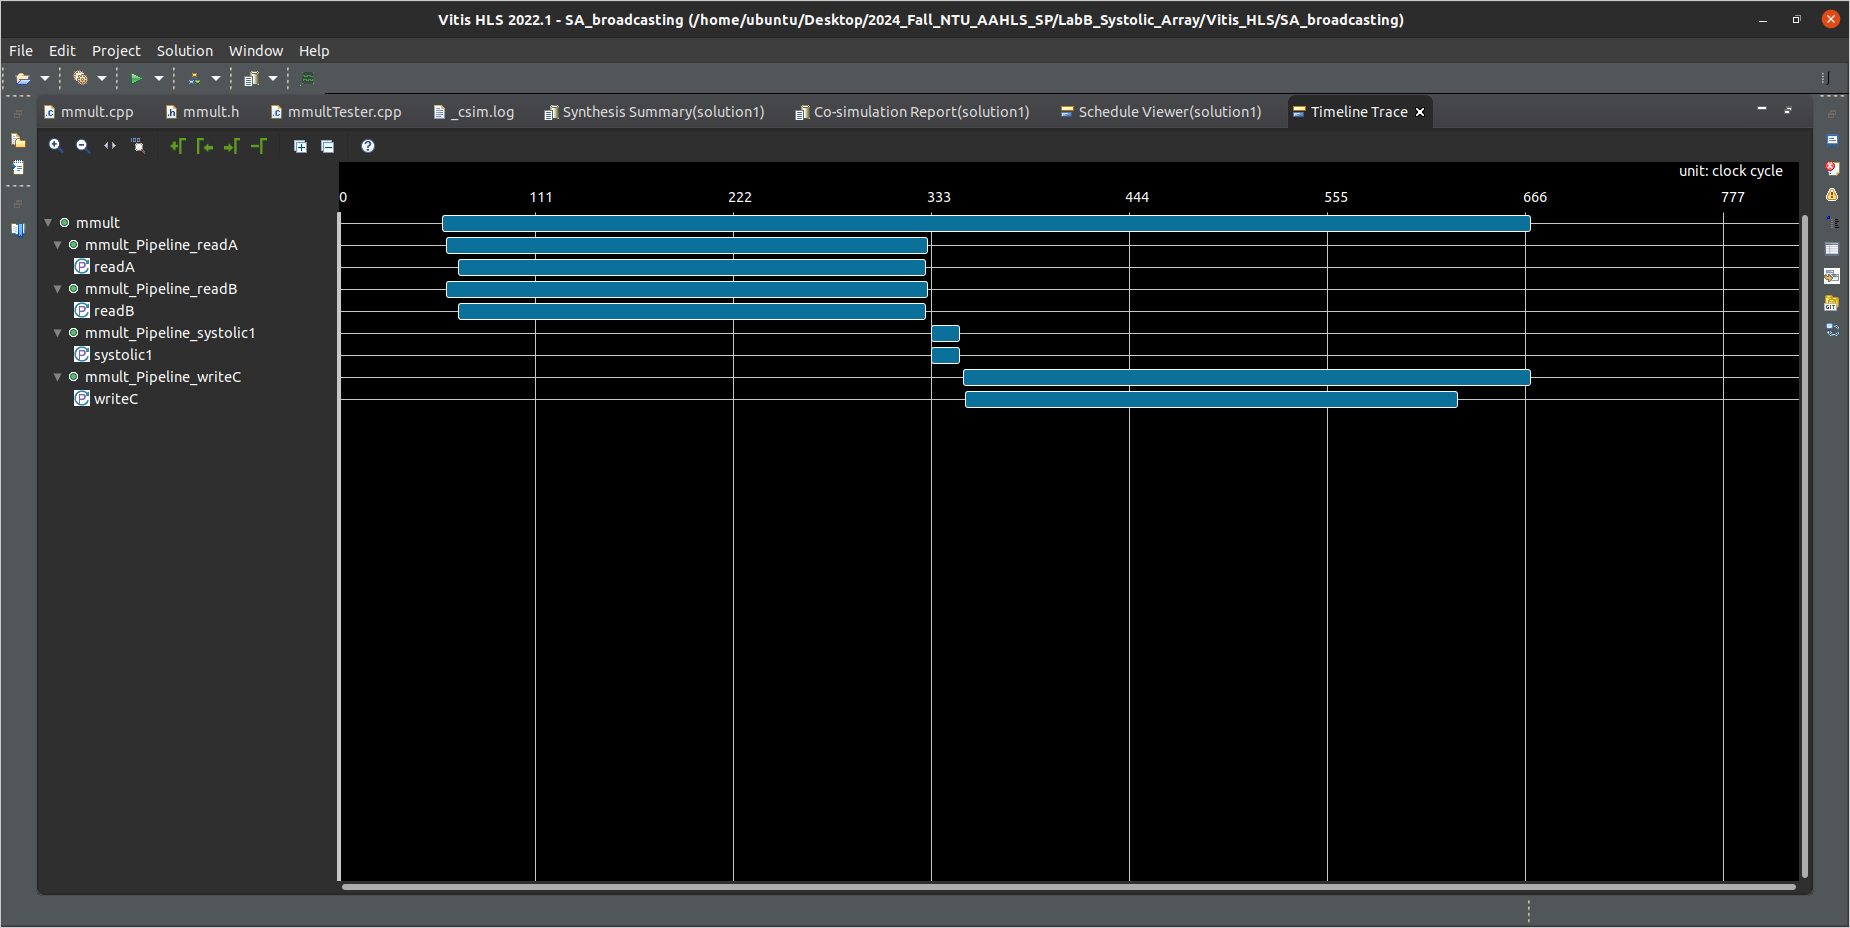 Vitis HLS 2022.1 - SA_broadcasting (/home/ubuntu/Desktop/2024_Fall_NTU_AAHLS_SP/LabB_Systolic_Array/Vitis_HLS/SA_broadcasting)
File Edit Project Solution Window Help
mmult.cpp mmult.h mmultTester.cpp _csim.log Synthesis Summary(solution1) Co-simulation Report(solution1) Schedule Viewer(solution1) Timeline Trace
unit: clock cycle
0 111 222 333 444 555 666 777
mmult
mmult_Pipeline_readA
readA
mmult_Pipeline_readB
readB
mmult_Pipeline_systolic1
systolic1
mmult_Pipeline_writeC
writeC